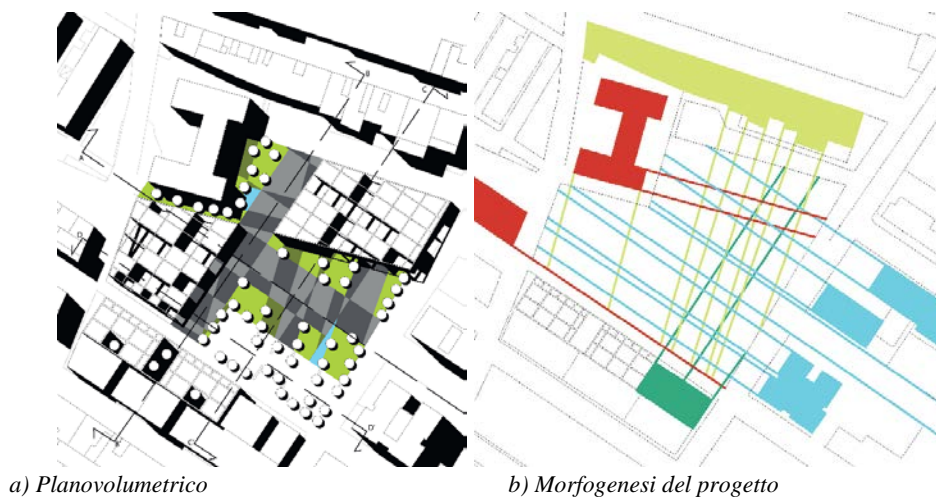 B
C
A
D
C'
D'
a) Planovolumetrico
b) Morfogenesi del progetto